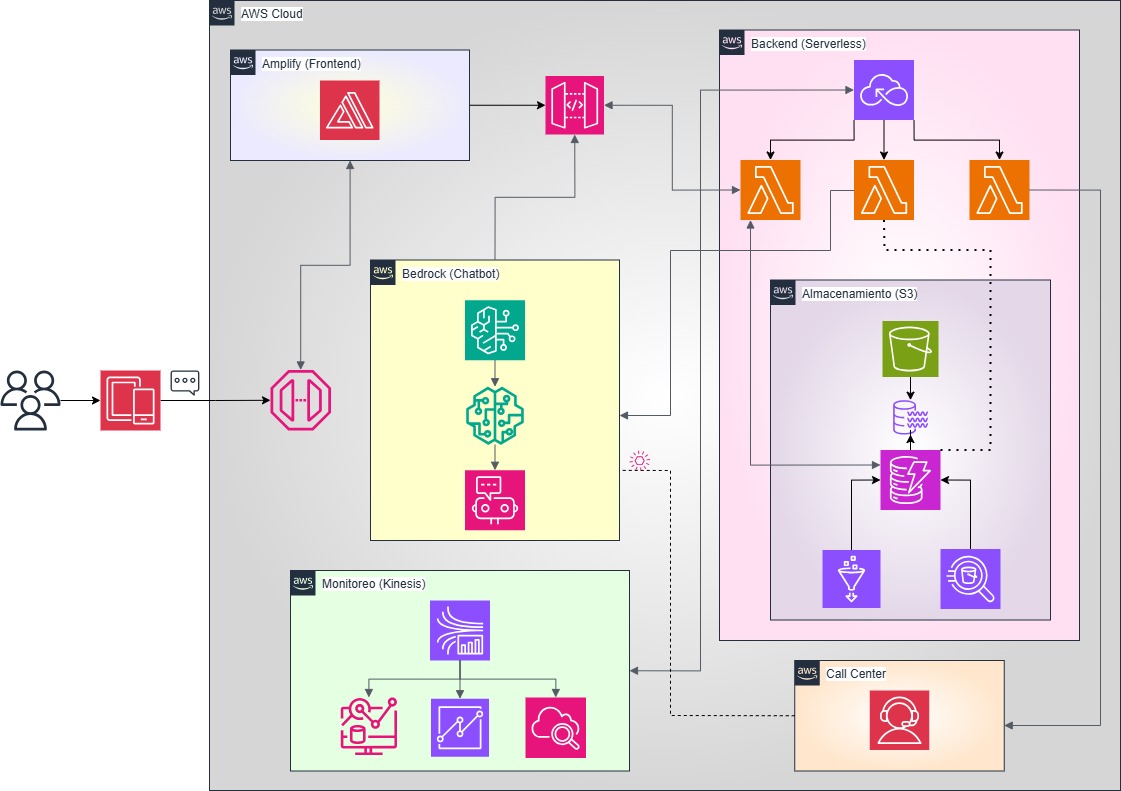 aws AWS Cloud
aws Backend (Serverless)
aws Amplify (Frontend)
</>
aws Bedrock (Chatbot)
aws Almacenamiento (S3)
aws Monitoreo (Kinesis)
aws Call Center